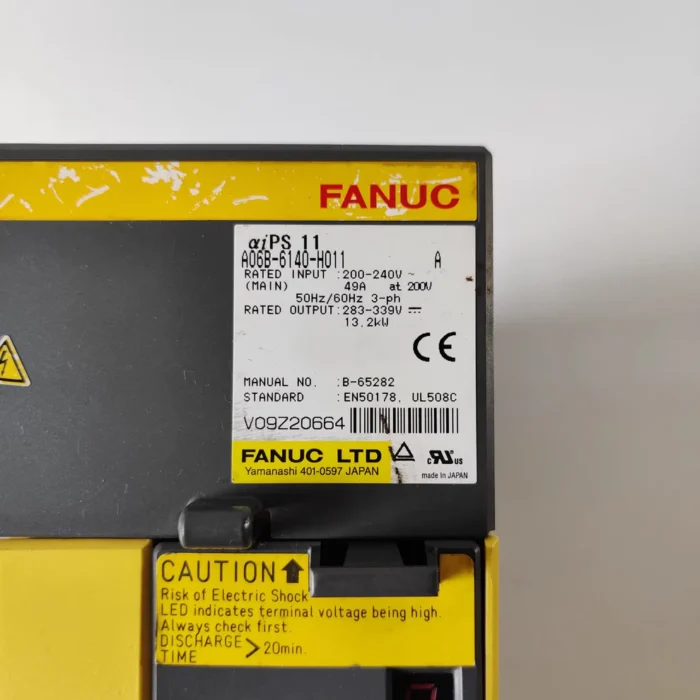 FANUC
αiPS 11
A06B-6140-H011 A
RATED INPUT :200-240V ~
(MAIN) 49A at 200V
50Hz/60Hz 3-ph
RATED OUTPUT:283-339V
13.2kW
CE
MANUAL NO. :B-65282
STANDARD :EN50178, UL508C
V09Z20664
FANUC LTD
Yamanashi 401-0597 JAPAN
c RU us
made in JAPAN
CAUTION
Risk of Electric Shock
LED indicates terminal voltage being high.
Always check first.
DISCHARGE TIME > 20min.